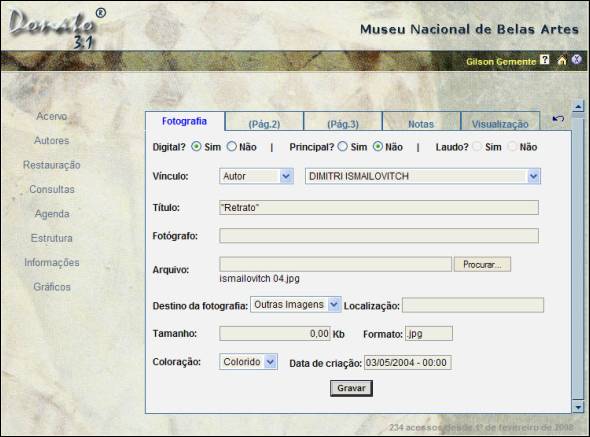 Donato ®
3.1
Museu Nacional de Belas Artes
Gilson Gemente ?
Acervo
Autores
Restauração
Consultas
Agenda
Estrutura
Informações
Gráficos
Fotografia (Pág.2) (Pág.3) Notas Visualização
Digital? Sim Não | Principal? Sim Não | Laudo? Sim Não
Vínculo: Autor DIMITRI ISMAILOVITCH
Título: "Retrato"
Fotógrafo:
Arquivo: Procurar...
ismailovitch 04.jpg
Destino da fotografia: Outras Imagens Localização:
Tamanho: 0,00 Kb Formato: .jpg
Coloração: Colorido Data de criação: 03/05/2004 - 00:00
Gravar
234 acessos desde 1º de fevereiro de 2008